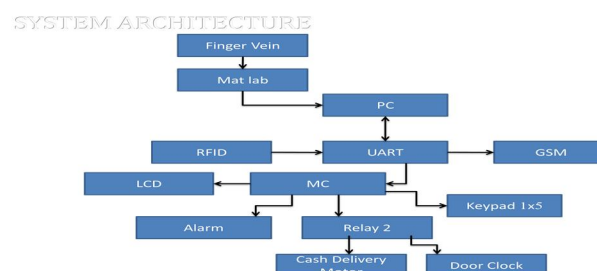 SYSTEM ARCHITECTURE
Finger Vein
Mat lab
PC
RFID
UART
GSM
LCD
MC
Keypad 1x5
Alarm
Relay 2
Cash Delivery
Motor
Door Clock